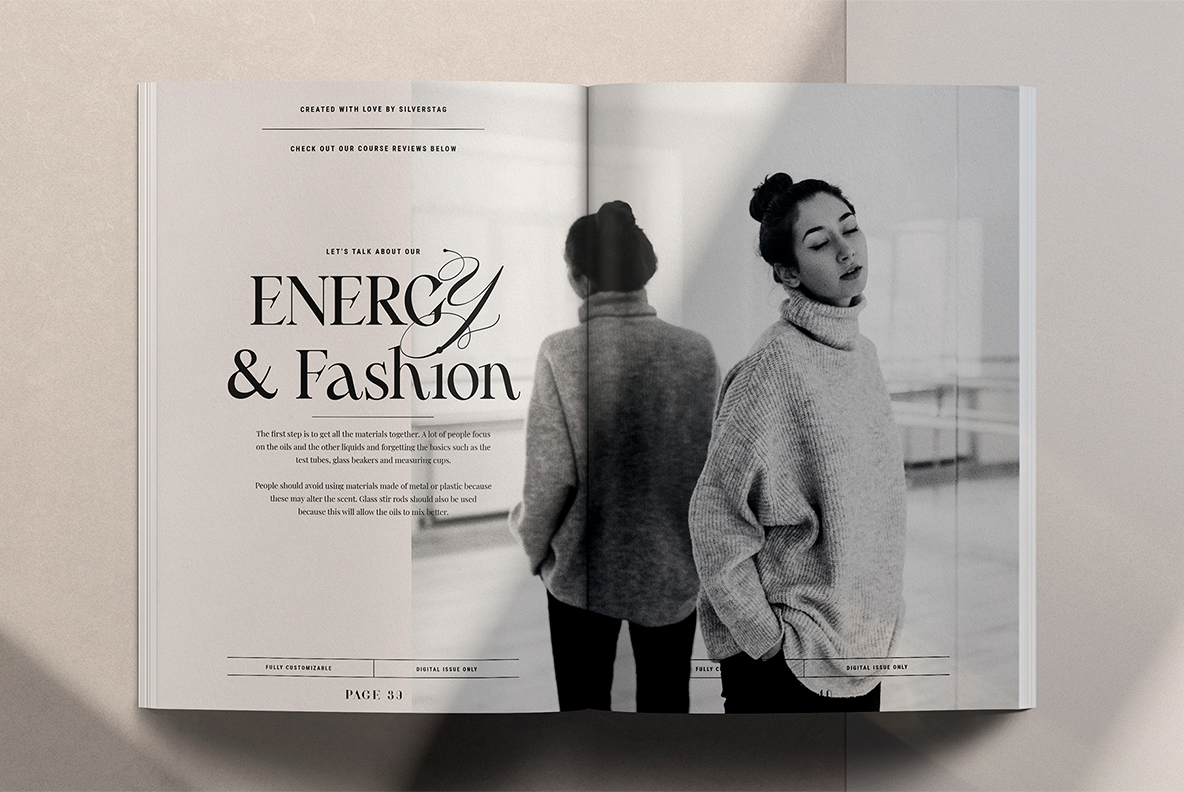 CREATED WITH LOVE BY SILVERSTAG
CHECK OUT OUR COURSE REVIEWS BELOW
LET'S TALK ABOUT OUR
ENERGY
& Fashion
The first step is to get all the materials together. A lot of people focus
on the oils and the other liquids and forgetting the basics such as the
test tubes, glass beakers and measuring cups.
People should avoid using materials made of metal or plastic because
these may alter the scent. Glass stir rods should also be used
because this will allow the oils to mix better.
FULLY CUSTOMIZABLE
DIGITAL ISSUE ONLY
PAGE 39
FULLY
DIGITAL ISSUE ONLY